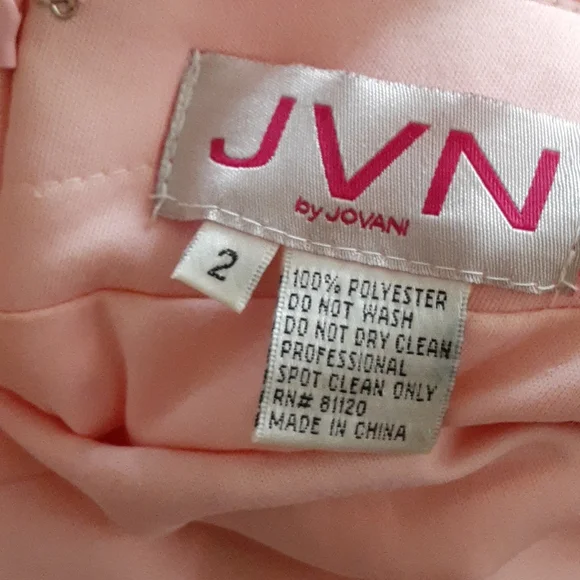 JVN
by JOVANI
2
100% POLYESTER
DO NOT WASH
DO NOT DRY CLEAN
PROFESSIONAL
SPOT CLEAN ONLY
RN# 81120
MADE IN CHINA